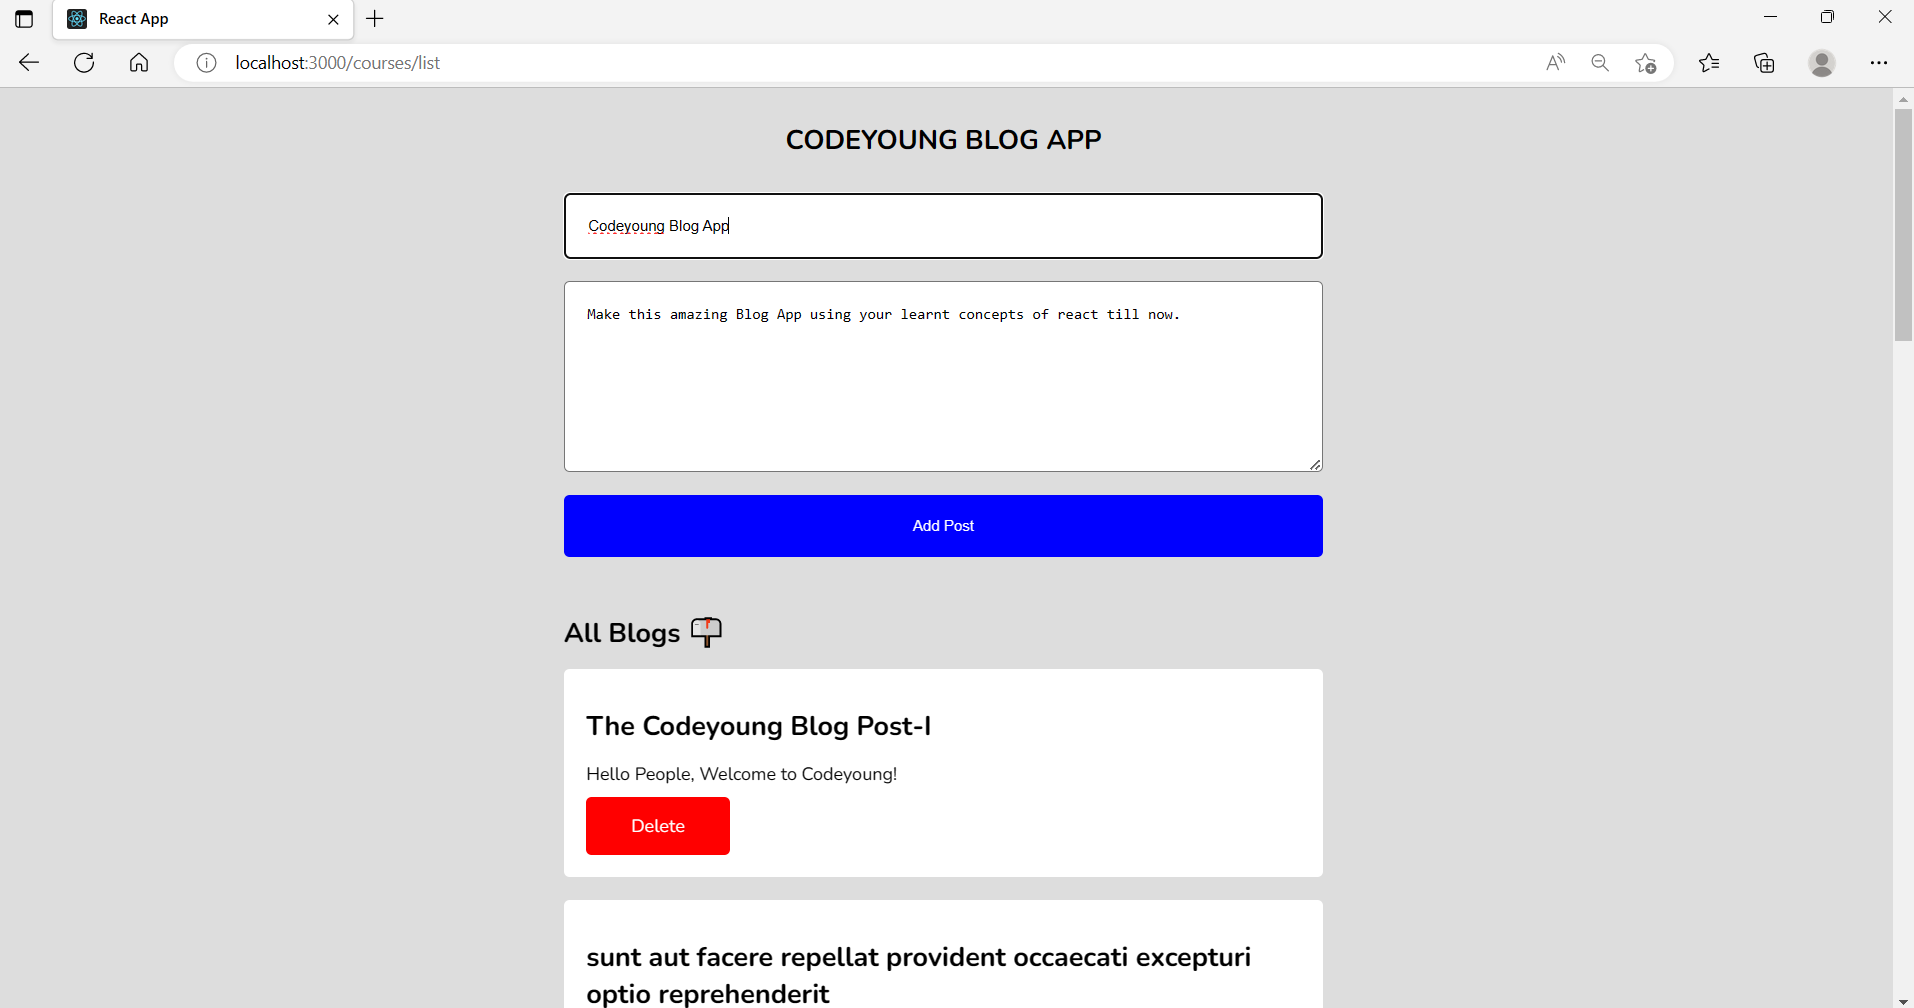 React App
localhost:3000/courses/list
CODEYOUNG BLOG APP
Codeyoung Blog App
Make this amazing Blog App using your learnt concepts of react till now.
Add Post
All Blogs
The Codeyoung Blog Post-I
Hello People, Welcome to Codeyoung!
Delete
sunt aut facere repellat provident occaecati excepturi
optio reprehenderit